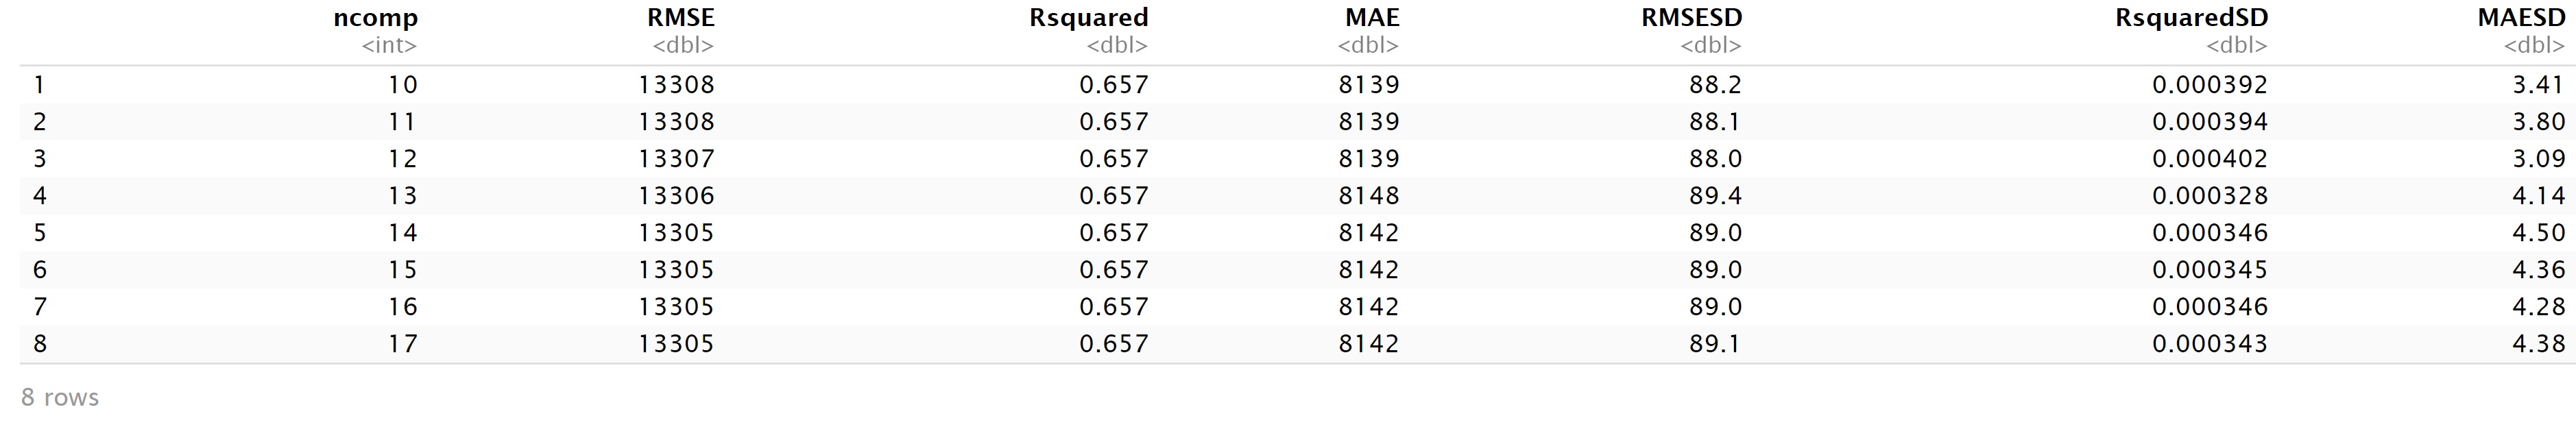 ncomp RMSE Rsquared MAE RMSESD RsquaredSD MAESD
<int> <dbl> <dbl> <dbl> <dbl> <dbl> <dbl>
1 10 13308 0.657 8139 88.2 0.000392 3.41
2 11 13308 0.657 8139 88.1 0.000394 3.80
3 12 13307 0.657 8139 88.0 0.000402 3.09
4 13 13306 0.657 8148 89.4 0.000328 4.14
5 14 13305 0.657 8142 89.0 0.000346 4.50
6 15 13305 0.657 8142 89.0 0.000345 4.36
7 16 13305 0.657 8142 89.0 0.000346 4.28
8 17 13305 0.657 8142 89.1 0.000343 4.38
8 rows